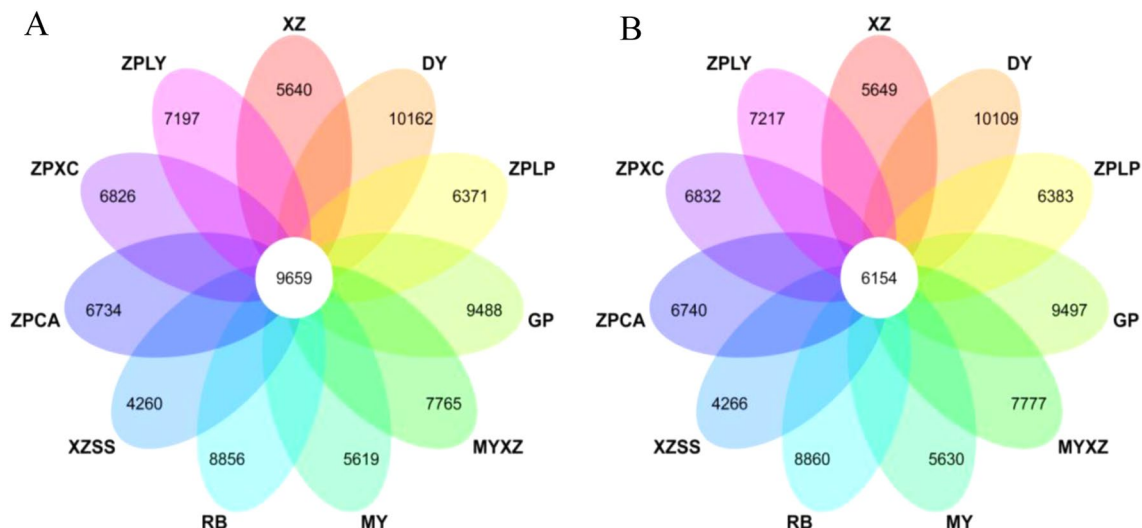 A
XZ
DY
ZPLP
GP
MYXZ
MY
RB
XZSS
ZPCA
ZPXC
ZPLY
5640
10162
6371
9488
7765
5619
8856
4260
6734
6826
7197
9659
B
XZ
DY
ZPLP
GP
MYXZ
MY
RB
XZSS
ZPCA
ZPXC
ZPLY
5649
10109
6383
9497
7777
5630
8860
4266
6740
6832
7217
6154